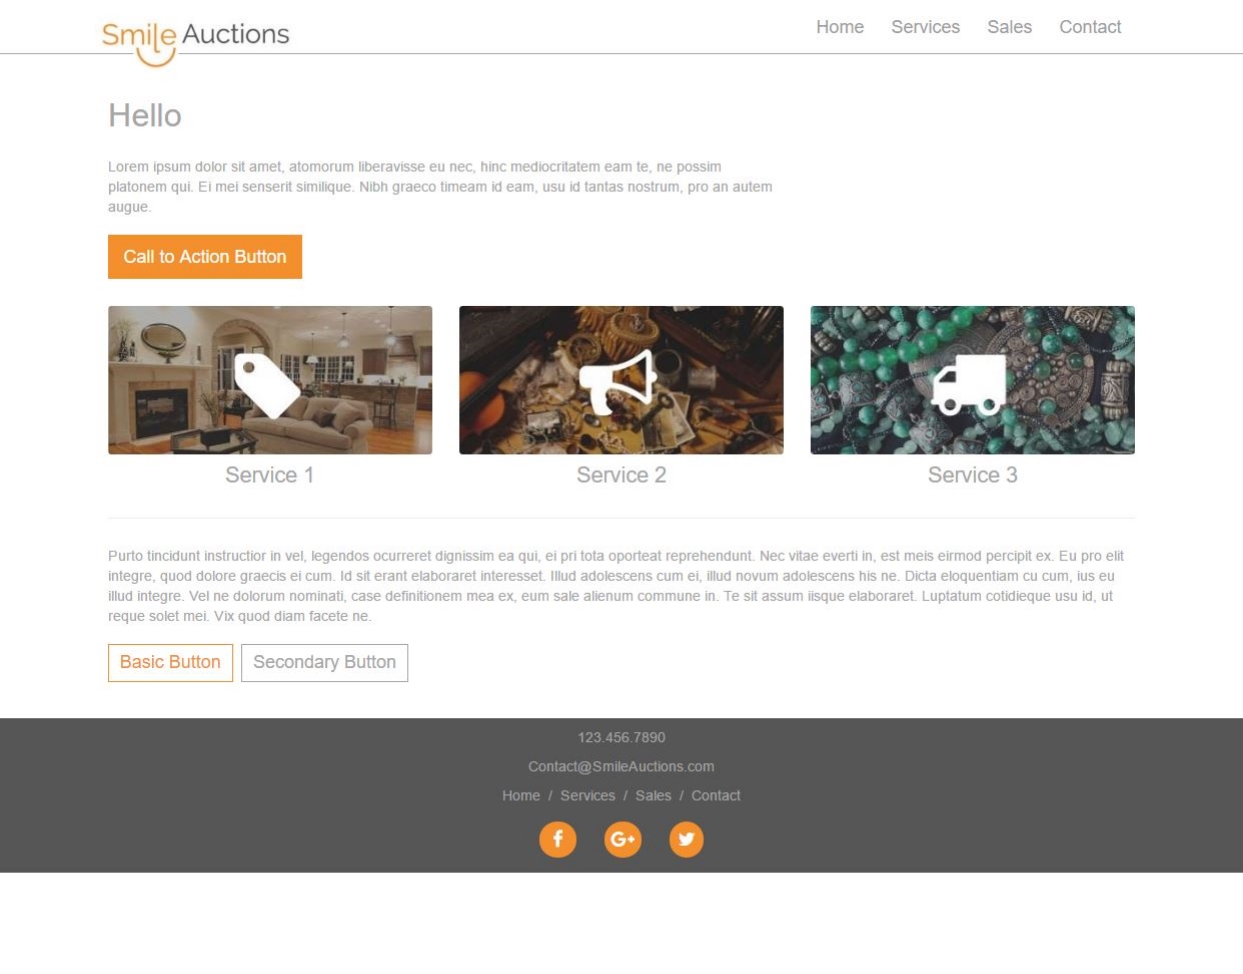 Smile Auctions
Home Services Sales Contact
Hello
Lorem ipsum dolor sit amet, atomorum liberavisse eu nec, hinc mediocritatem eam te, ne possim
platonem qui. Ei mei senserit similique. Nibh graeco timeam id eam, usu id tantas nostrum, pro an autem
augue.
Call to Action Button
Service 1
Service 2
Service 3
Purto tincidunt instructior in vel, legendos ocurreret dignissim ea qui, ei pri tota oporteat reprehendunt. Nec vitae everti in, est meis eirmod percipit ex. Eu pro elit
integre, quod dolore graecis ei cum. Id sit erant elaboraret interesset. Illud adolescens cum ei, illud novum adolescens his ne. Dicta eloquentiam cu cum, ius eu
illud integre. Vel ne dolorum nominati, case definitionem mea ex, eum sale alienum commune in. Te sit assum iisque elaboraret. Luptatum cotidieque usu id, ut
reque solet mei. Vix quod diam facete ne.
Basic Button
Secondary Button
123.456.7890
Contact@SmileAuctions.com
Home / Services / Sales / Contact
f G+